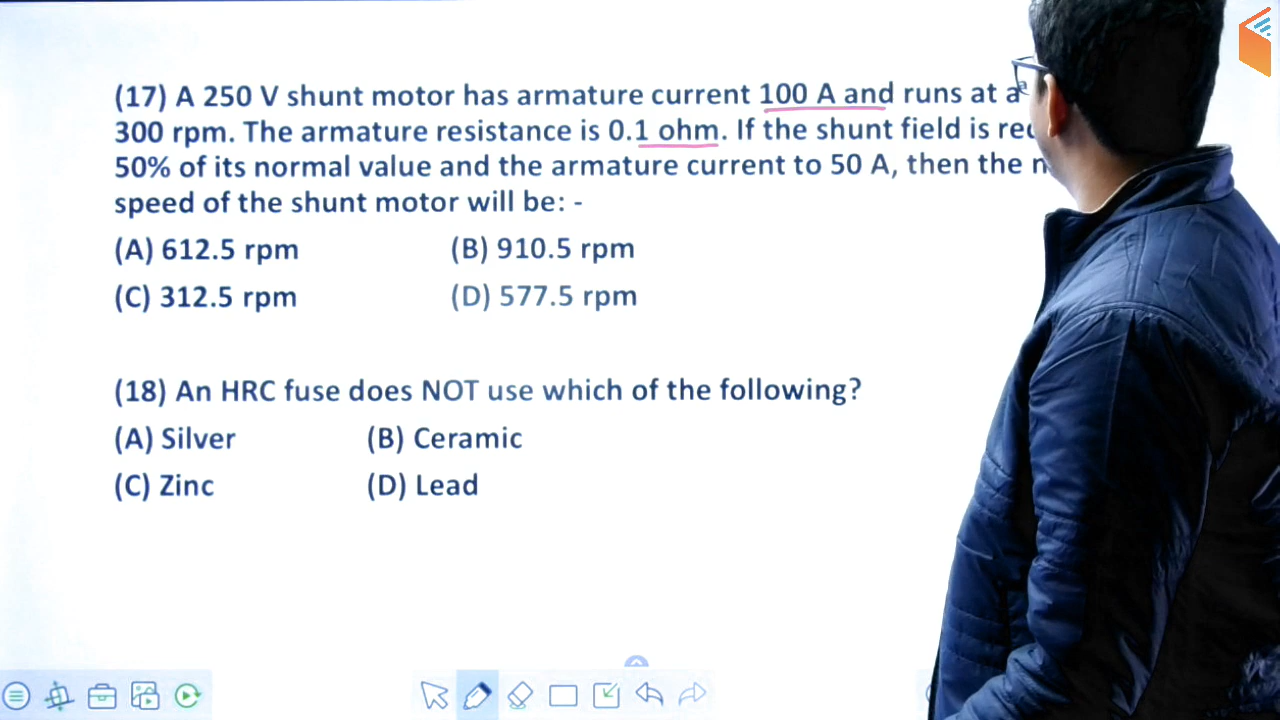 (17) A 250 V shunt motor has armature current 100 A and runs at a
300 rpm. The armature resistance is 0.1 ohm. If the shunt field is
50% of its normal value and the armature current to 50 A, then the
speed of the shunt motor will be: -
(A) 612.5 rpm (B) 910.5 rpm
(C) 312.5 rpm (D) 577.5 rpm
(18) An HRC fuse does NOT use which of the following?
(A) Silver (B) Ceramic
(C) Zinc (D) Lead